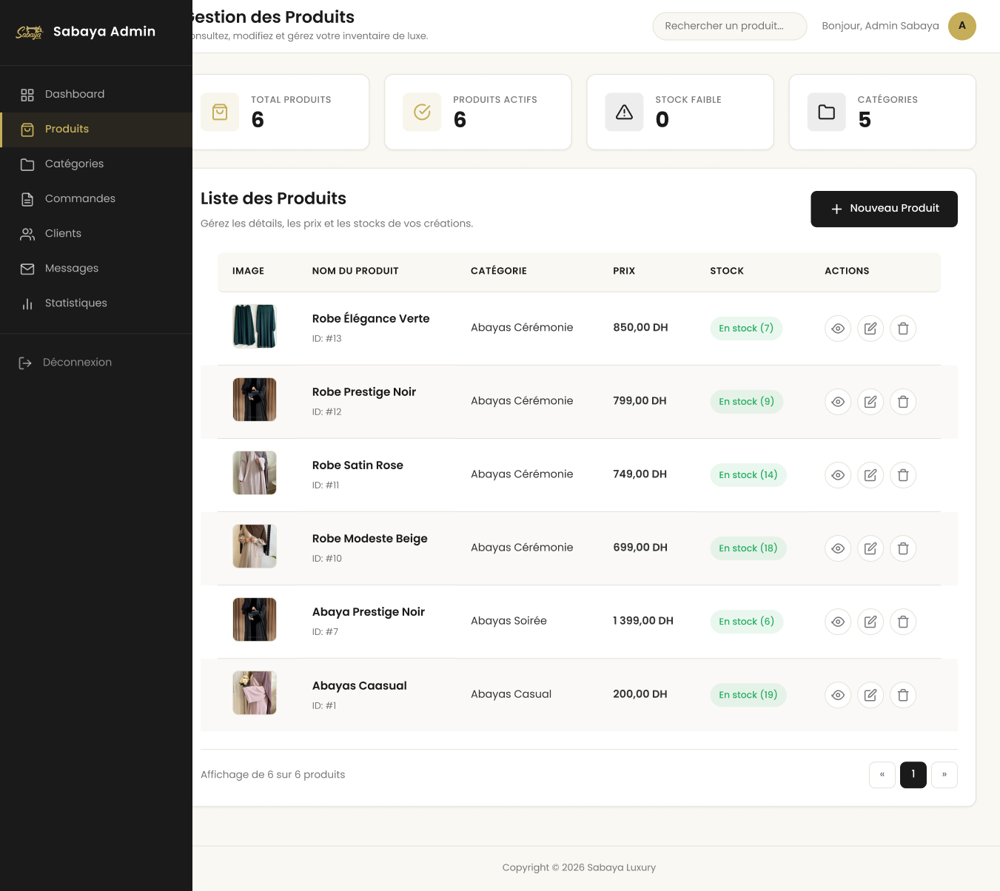 Sabaya
Sabaya Admin
Dashboard
Produits
Catégories
Commandes
Clients
Messages
Statistiques
Déconnexion
Gestion des Produits
onsultez, modifiez et gérez votre inventaire de luxe.
Rechercher un produit...
Bonjour, Admin Sabaya
A
TOTAL PRODUITS
6
PRODUITS ACTIFS
6
STOCK FAIBLE
0
CATÉGORIES
5
Liste des Produits
Gérez les détails, les prix et les stocks de vos créations.
Nouveau Produit
IMAGE NOM DU PRODUIT CATÉGORIE PRIX STOCK ACTIONS
Robe Élégance Verte
ID: #13
Abayas Cérémonie 850,00 DH En stock (7)
Robe Prestige Noir
ID: #12
Abayas Cérémonie 799,00 DH En stock (9)
Robe Satin Rose
ID: #11
Abayas Cérémonie 749,00 DH En stock (14)
Robe Modeste Beige
ID: #10
Abayas Cérémonie 699,00 DH En stock (18)
Abaya Prestige Noir
ID: #7
Abayas Soirée 1 399,00 DH En stock (6)
Abayas Caasual
ID: #1
Abayas Casual 200,00 DH En stock (19)
Affichage de 6 sur 6 produits
« 1 »
Copyright © 2026 Sabaya Luxury